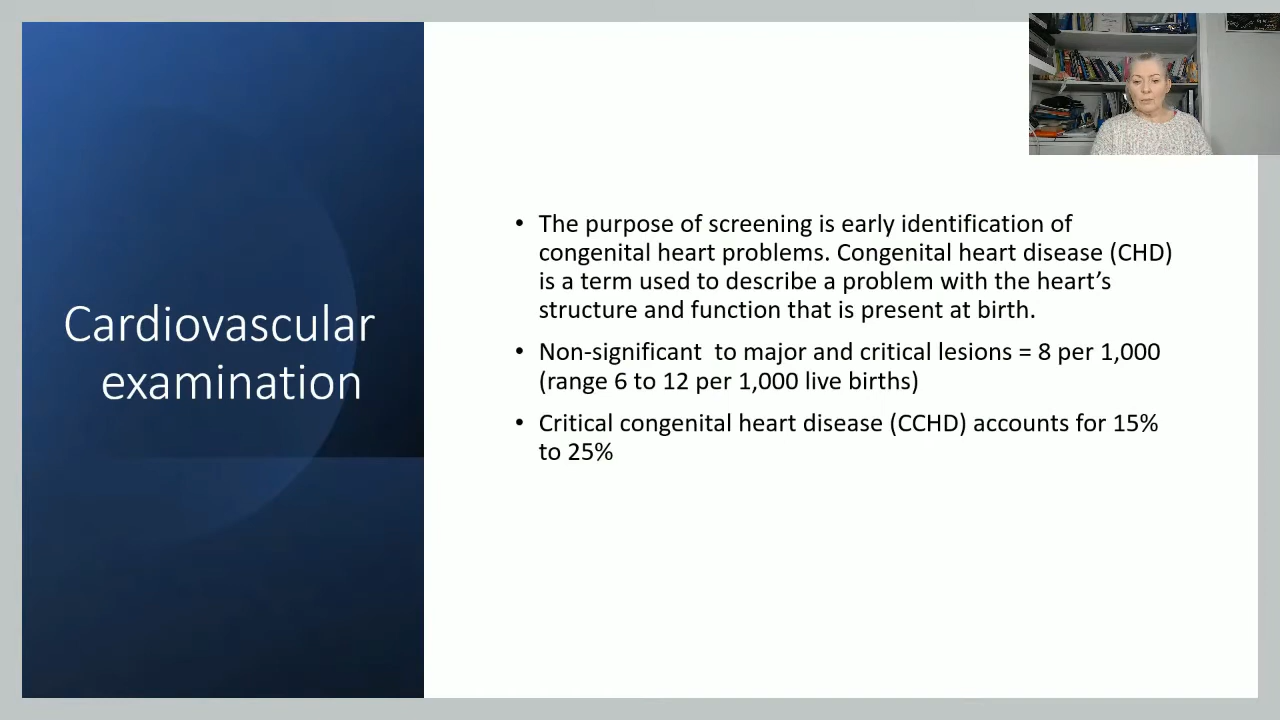 Cardiovascular
examination
• The purpose of screening is early identification of
congenital heart problems. Congenital heart disease (CHD)
is a term used to describe a problem with the heart’s
structure and function that is present at birth.
• Non-significant  to major and critical lesions = 8 per 1,000
(range 6 to 12 per 1,000 live births)
• Critical congenital heart disease (CCHD) accounts for 15%
to 25%